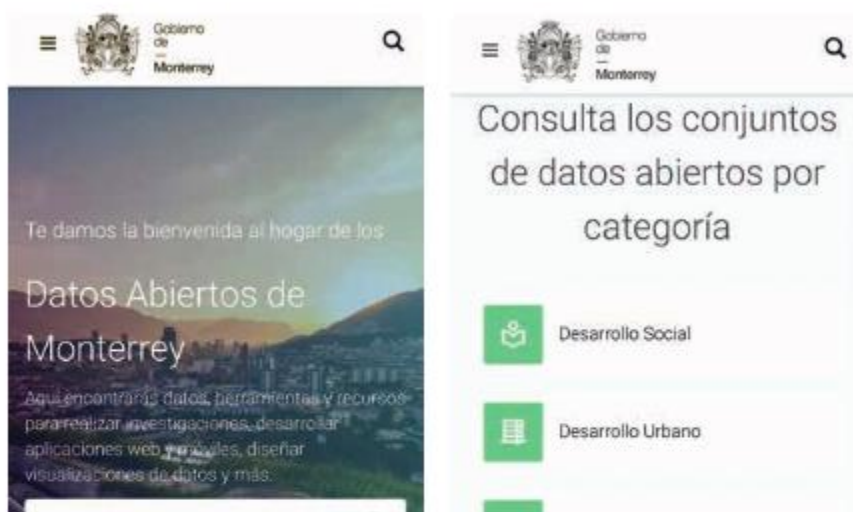 Gobierno
de
Monterrey
Te damos la bienvenida al hogar de los
Datos Abiertos de
Monterrey
Aquí encontrarás datos, herramientas y recursos
para realizar investigaciones, desarrollar
aplicaciones web y móviles, diseñar
visualizaciones de datos y más.
Gobierno
de
Monterrey
Consulta los conjuntos
de datos abiertos por
categoría
Desarrollo Social
Desarrollo Urbano